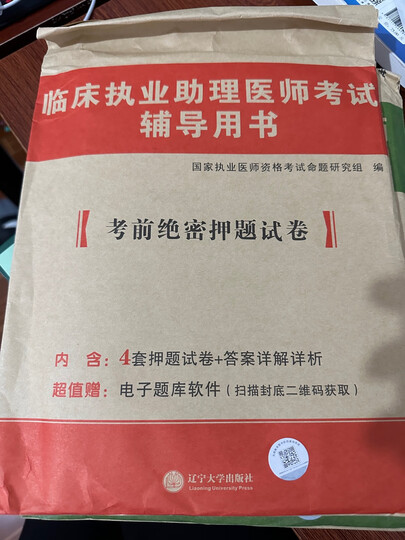 临床执业助理医师考试
辅导用书
国家执业医师资格考试命题研究组 编
【考前绝密押题试卷】
内 含：4套押题试卷+答案详解详析
超值赠：电子题库软件（扫描封底二维码获取）
辽宁大学出版社
Liaoning University Press